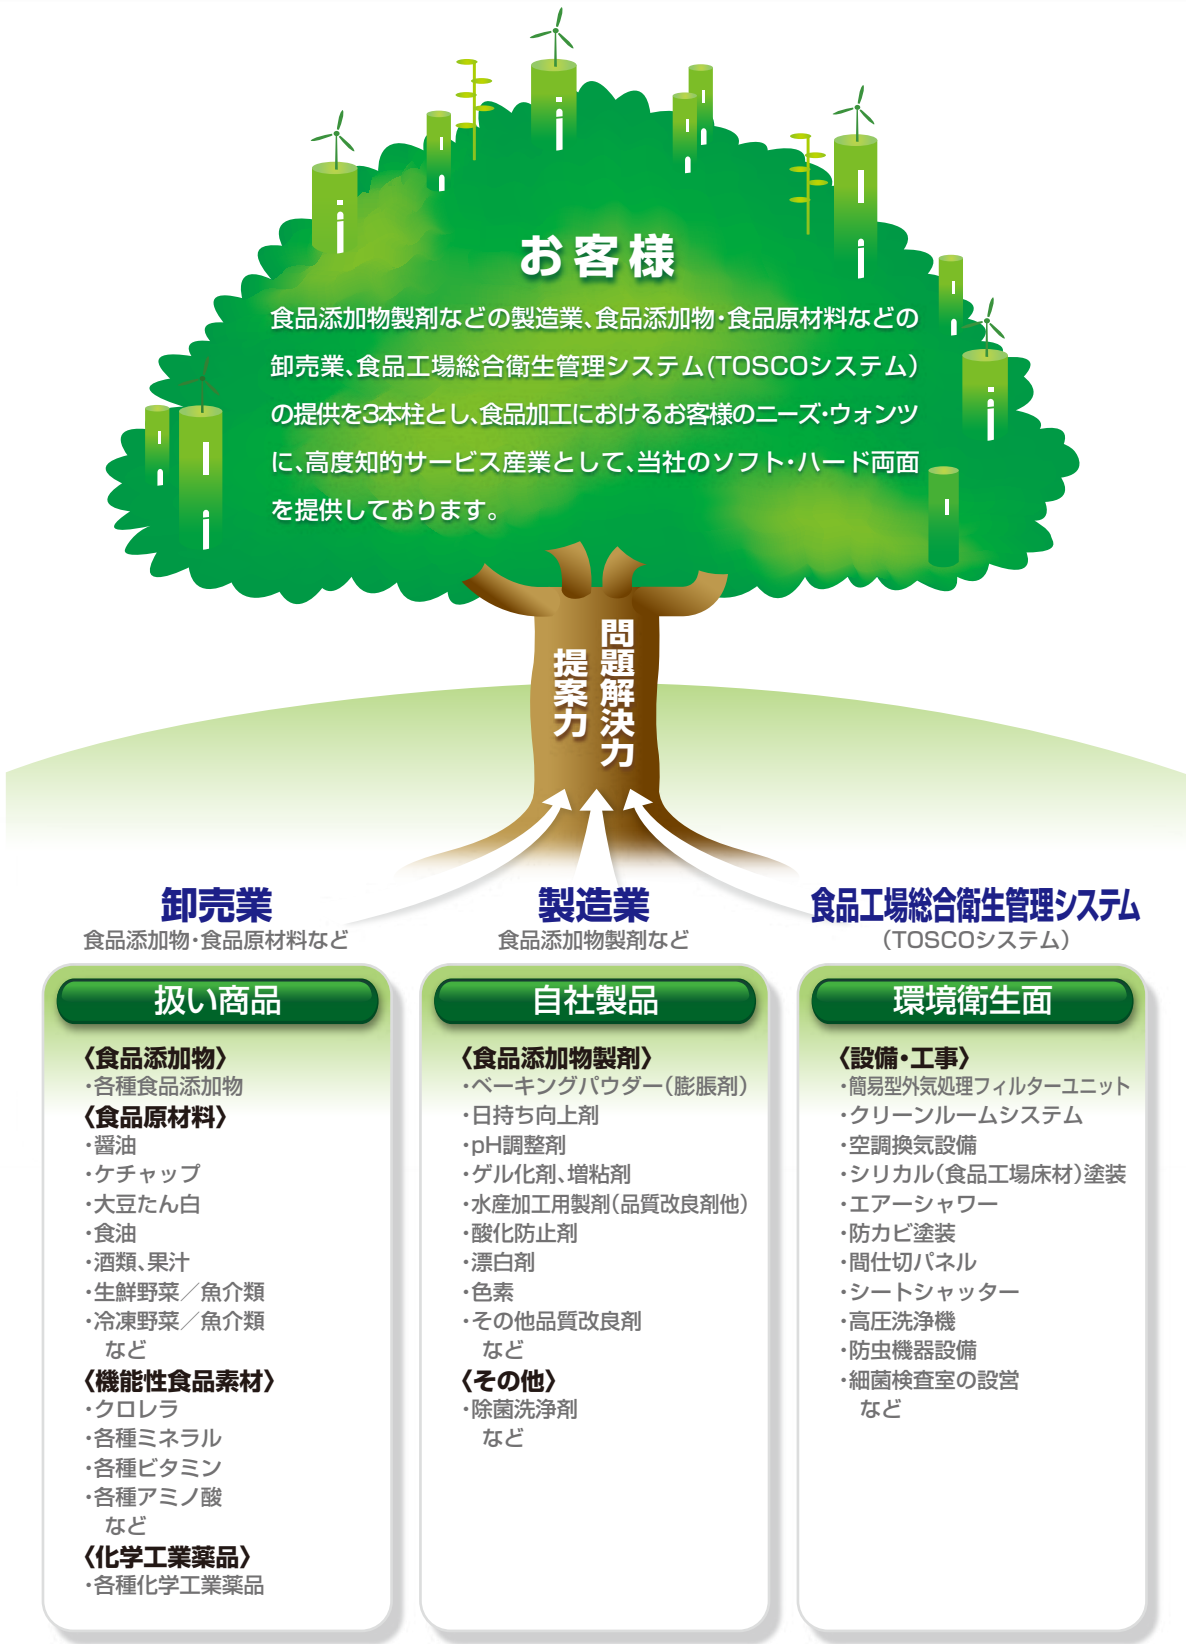 お客様
食品添加物製剤などの製造業、食品添加物・食品原材料などの
卸売業、食品工場総合衛生管理システム(TOSCOシステム)
の提供を3本柱とし、食品加工におけるお客様のニーズ・ウォンツ
に、高度知的サービス産業として、当社のソフト・ハード両面
を提供しております。
問題解決力
提案力
卸売業
食品添加物・食品原材料など
扱い商品
〈食品添加物〉
・各種食品添加物
〈食品原材料〉
・醤油
・ケチャップ
・大豆たん白
・食油
・酒類、果汁
・生鮮野菜／魚介類
・冷凍野菜／魚介類
など
〈機能性食品素材〉
・クロレラ
・各種ミネラル
・各種ビタミン
・各種アミノ酸
など
〈化学工業薬品〉
・各種化学工業薬品
製造業
食品添加物製剤など
自社製品
〈食品添加物製剤〉
・ベーキングパウダー(膨脹剤)
・日持ち向上剤
・pH調整剤
・ゲル化剤、増粘剤
・水産加工用製剤(品質改良剤他)
・酸化防止剤
・漂白剤
・色素
・その他品質改良剤
など
〈その他〉
・除菌洗浄剤
など
食品工場総合衛生管理システム
(TOSCOシステム)
環境衛生面
〈設備・工事〉
・簡易型外気処理フィルターユニット
・クリーンルームシステム
・空調換気設備
・シリカル(食品工場床材)塗装
・エアーシャワー
・防カビ塗装
・間仕切パネル
・シートシャッター
・高圧洗浄機
・防虫機器設備
・細菌検査室の設営
など